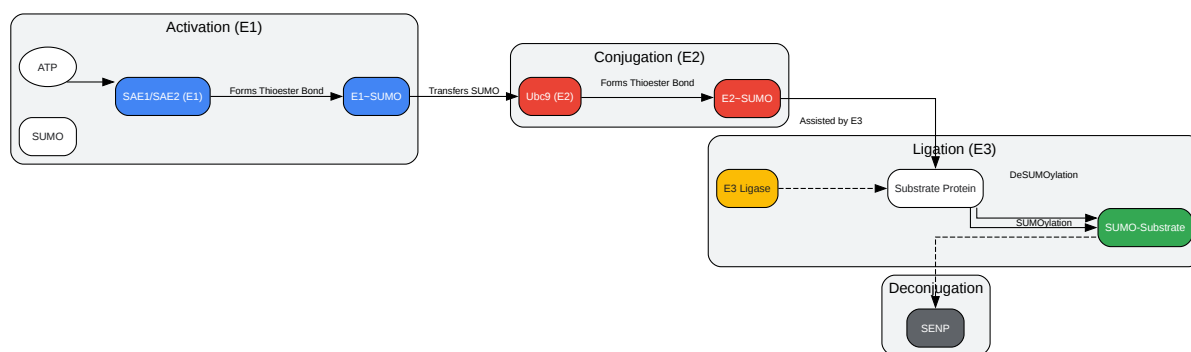 Activation (E1)
ATP
SAE1/SAE2 (E1)
Forms Thioester Bond
E1−SUMO
SUMO
Transfers SUMO
Conjugation (E2)
Ubc9 (E2)
Forms Thioester Bond
E2−SUMO
Assisted by E3
Ligation (E3)
E3 Ligase
Substrate Protein
DeSUMOylation
SUMOylation
SUMO-Substrate
Deconjugation
SENP